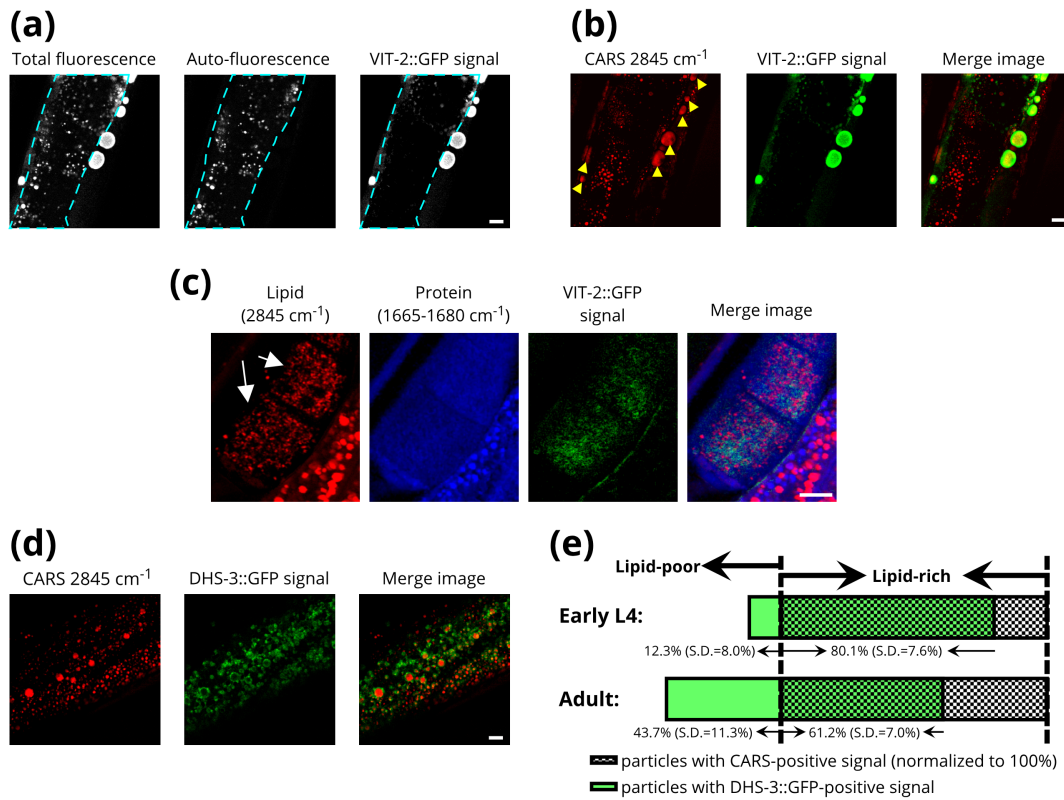 (a)
Total fluorescence
Auto-fluorescence
VIT-2::GFP signal
(b)
CARS 2845 cm⁻¹
VIT-2::GFP signal
Merge image
(c)
Lipid
(2845 cm⁻¹)
Protein
(1665-1680 cm⁻¹)
VIT-2::GFP
signal
Merge image
(d)
CARS 2845 cm⁻¹
DHS-3::GFP signal
Merge image
(e)
Lipid-poor
Lipid-rich
Early L4:
12.3% (S.D.=8.0%)
80.1% (S.D.=7.6%)
Adult:
43.7% (S.D.=11.3%)
61.2% (S.D.=7.0%)
particles with CARS-positive signal (normalized to 100%)
particles with DHS-3::GFP-positive signal